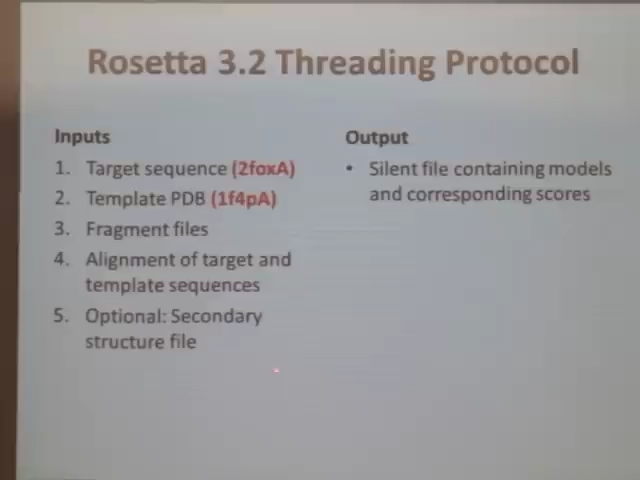 Rosetta 3.2 Threading Protocol
Inputs
1. Target sequence (2foxA)
2. Template PDB (1f4pA)
3. Fragment files
4. Alignment of target and
template sequences
5. Optional: Secondary
structure file
Output
• Silent file containing models
and corresponding scores